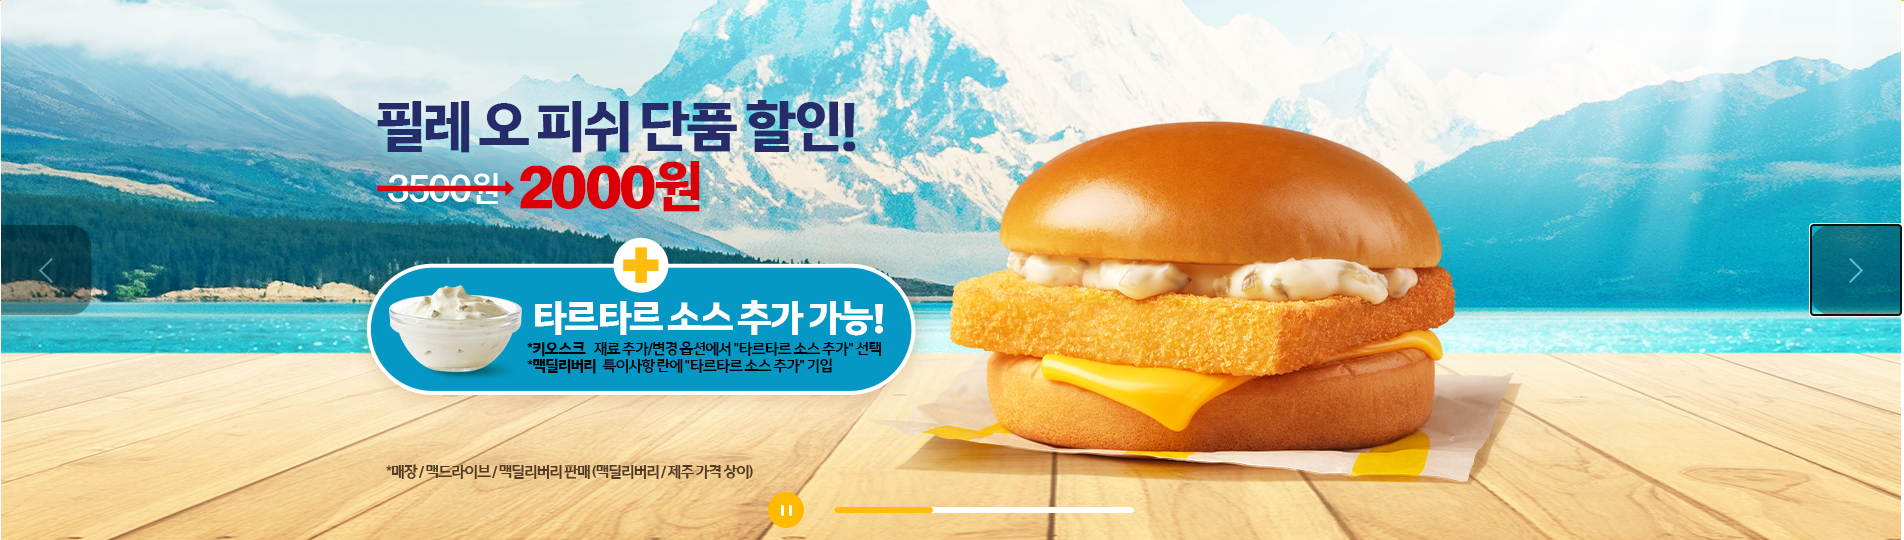 필레 오 피쉬 단품 할인!
3500원 2000원
타르타르 소스 추가 가능!
*키오스크 재료 추가/변경 옵션에서 "타르타르 소스 추가" 선택
*맥딜리버리 특이사항 란에 "타르타르 소스 추가" 기입
*매장 / 맥드라이브 / 맥딜리버리 판매 (맥딜리버리 / 제주 가격 상이)